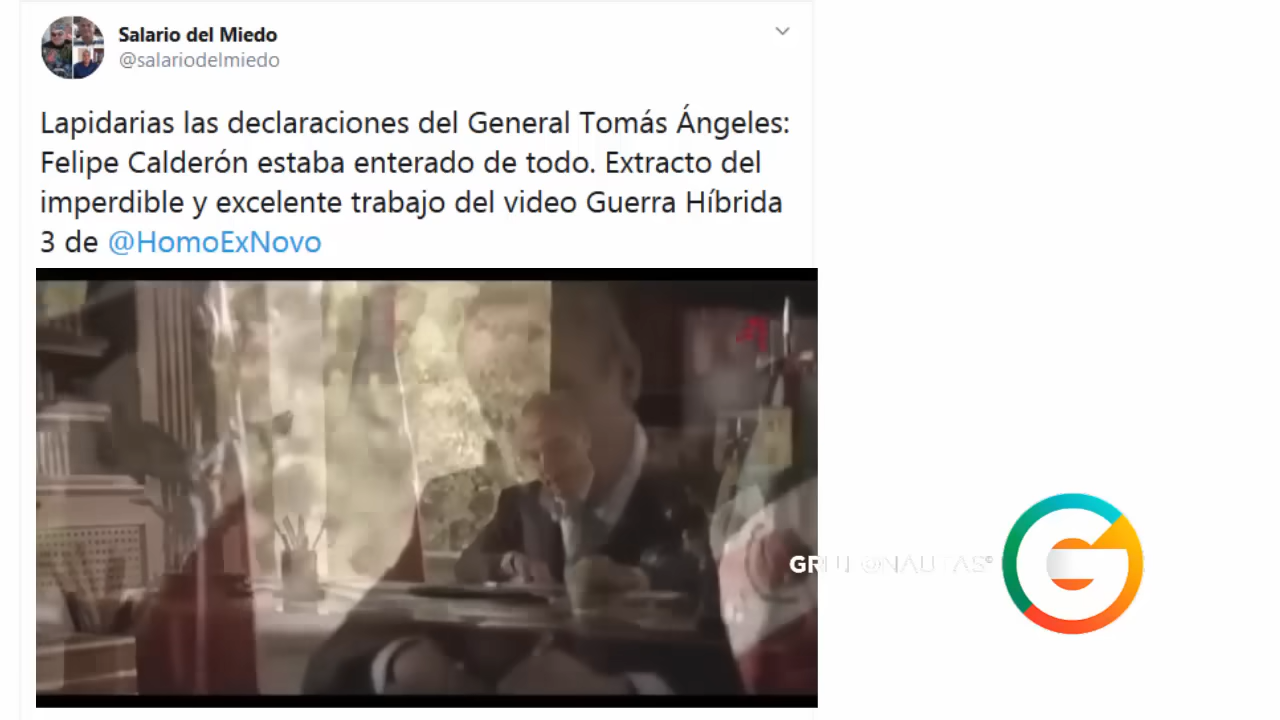 Salario del Miedo
@salariodelmiedo
Lapidarias las declaraciones del General Tomás Ángeles:
Felipe Calderón estaba enterado de todo. Extracto del
imperdible y excelente trabajo del video Guerra Híbrida
3 de @HomoExNovo
GRILLONAUTAS©